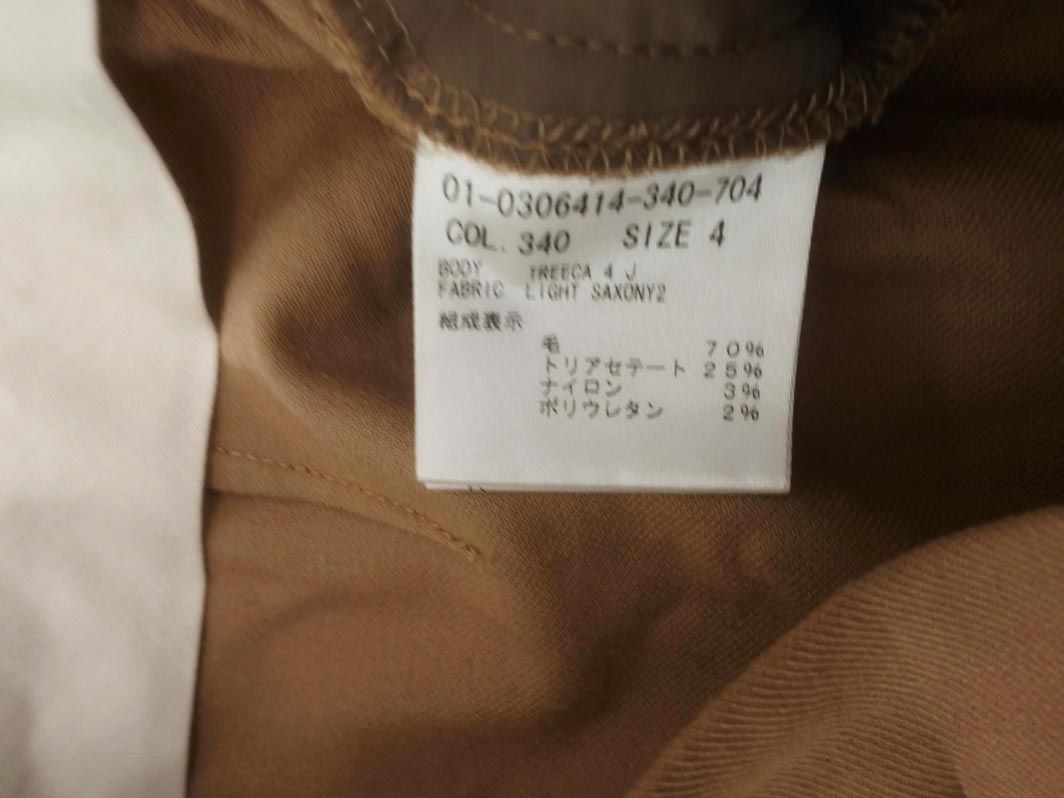 01-0306414-340-704
COL. 340 SIZE 4
BODY TREECA 4 J
FABRIC LIGHT SAXONY2
組成表示
毛 70%
トリアセテート 25%
ナイロン 3%
ポリウレタン 2%